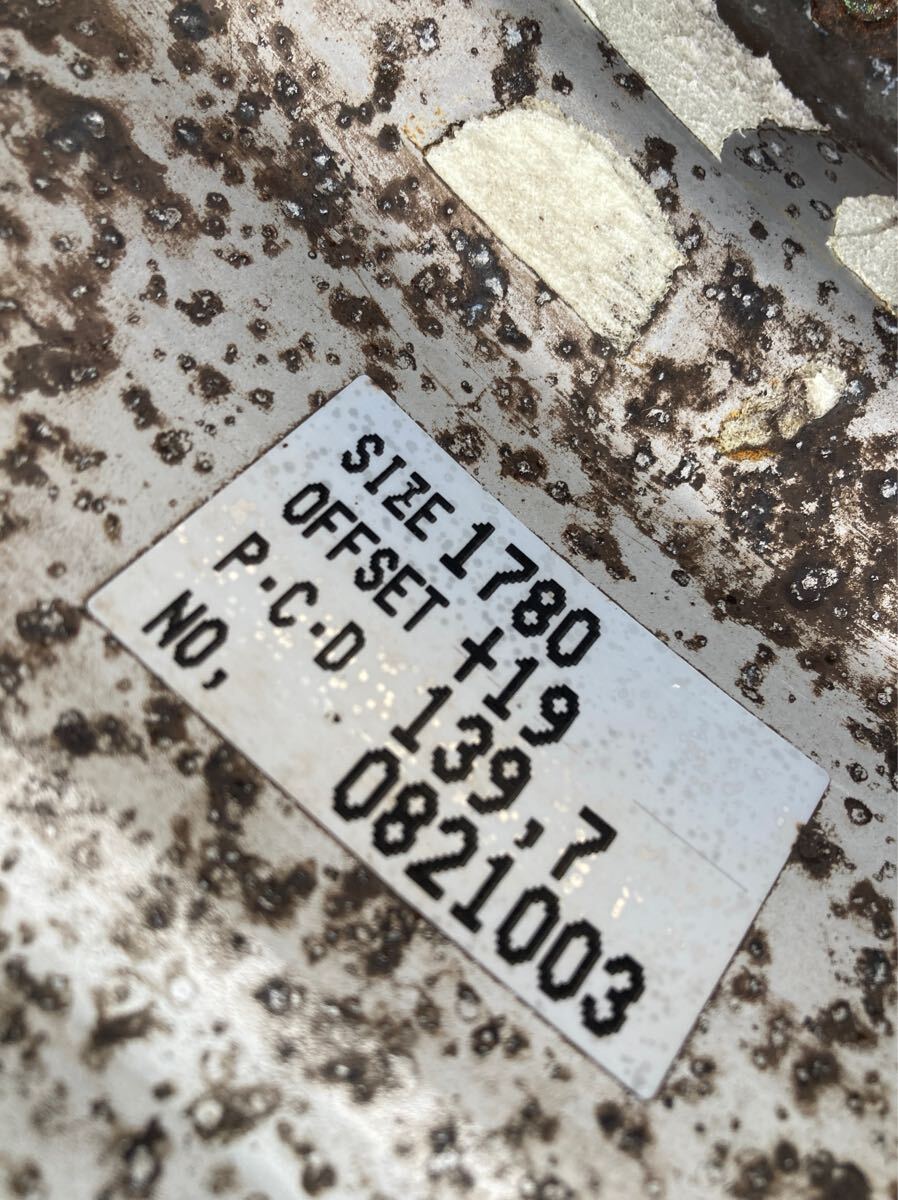 SIZE 1780
OFFSET +19
P.C.D 139,7
NO, 0821003